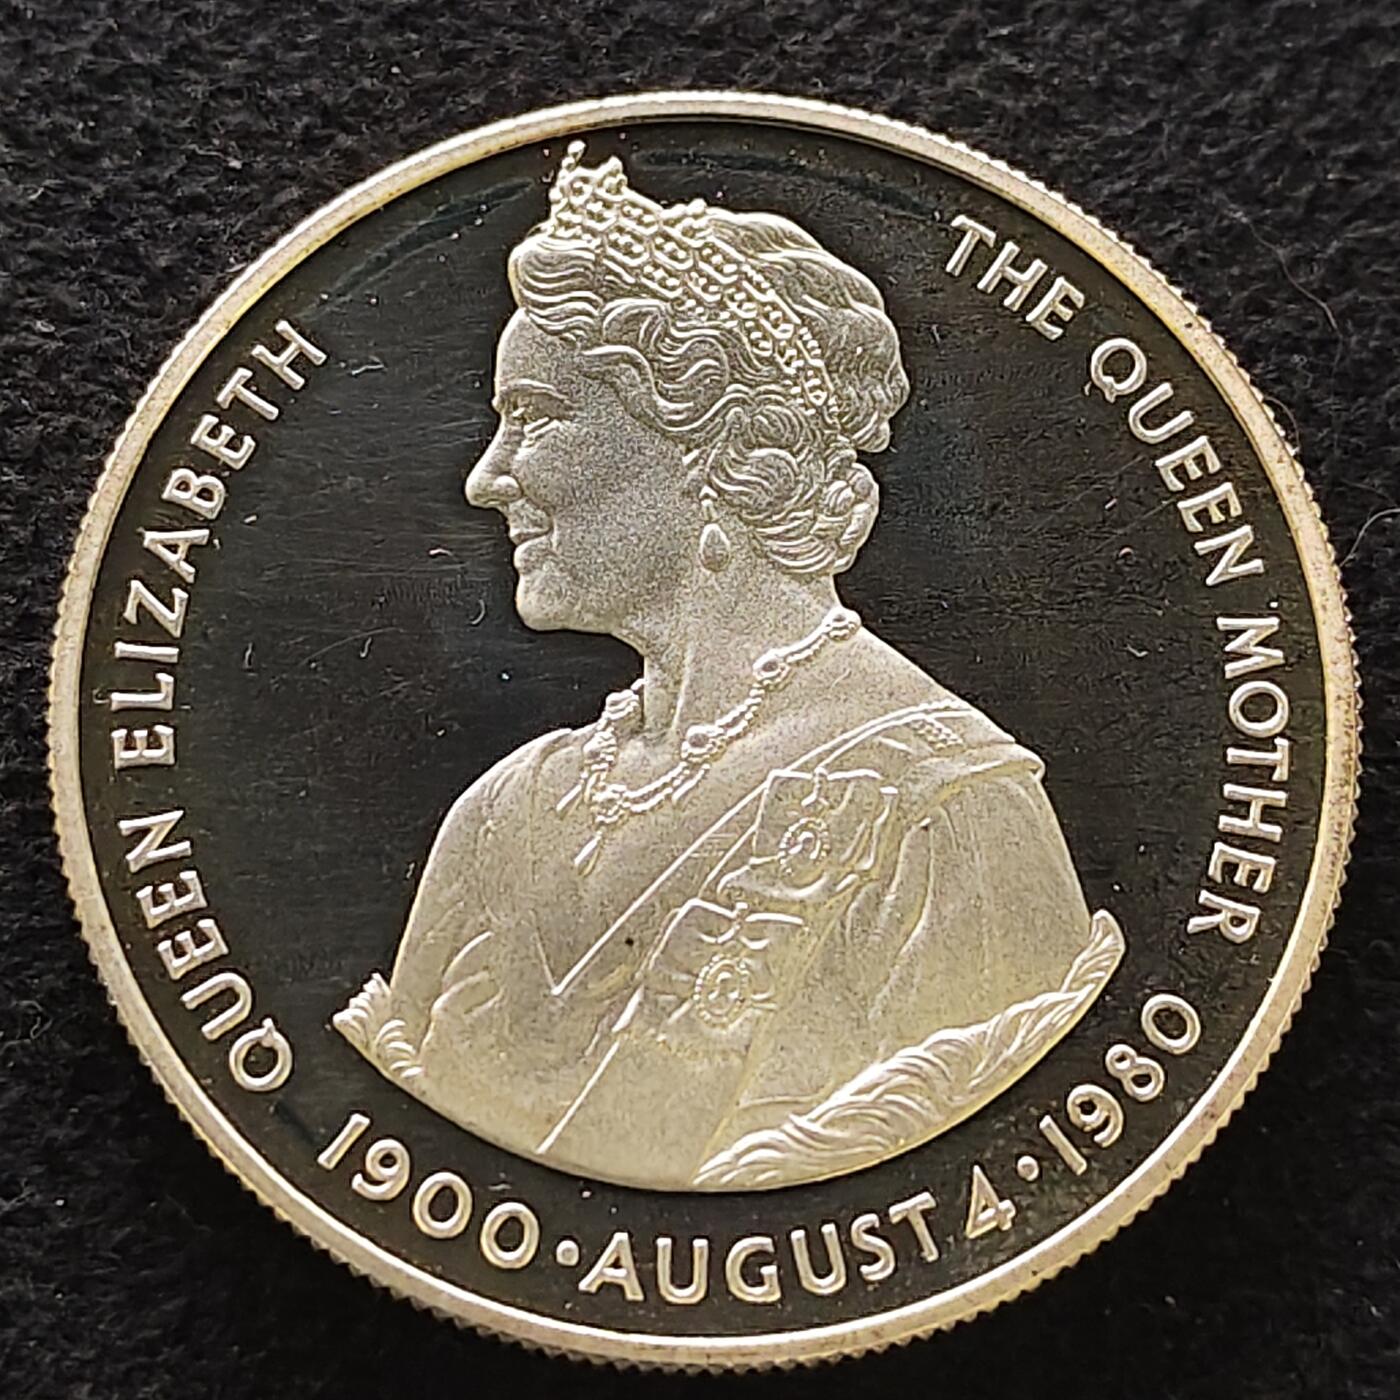 QUEEN ELIZABETH
THE QUEEN MOTHER
1900·AUGUST 4·1980